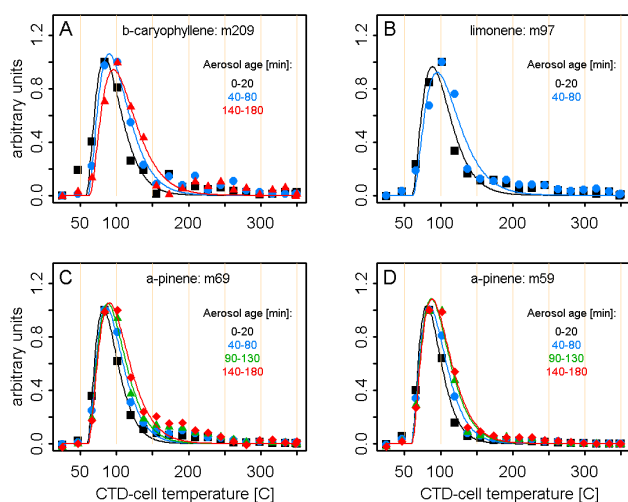 A b-caryophyllene: m209
Aerosol age [min]:
0-20
40-80
140-180
arbitrary units
0.0 0.4 0.8 1.2
50 100 200 300
B limonene: m97
Aerosol age [min]:
0-20
40-80
0.0 0.4 0.8 1.2
50 100 200 300
C a-pinene: m69
Aerosol age [min]:
0-20
40-80
90-130
140-180
arbitrary units
0.0 0.4 0.8 1.2
50 100 200 300
CTD-cell temperature [C]
D a-pinene: m59
Aerosol age [min]:
0-20
40-80
90-130
140-180
0.0 0.4 0.8 1.2
50 100 200 300
CTD-cell temperature [C]